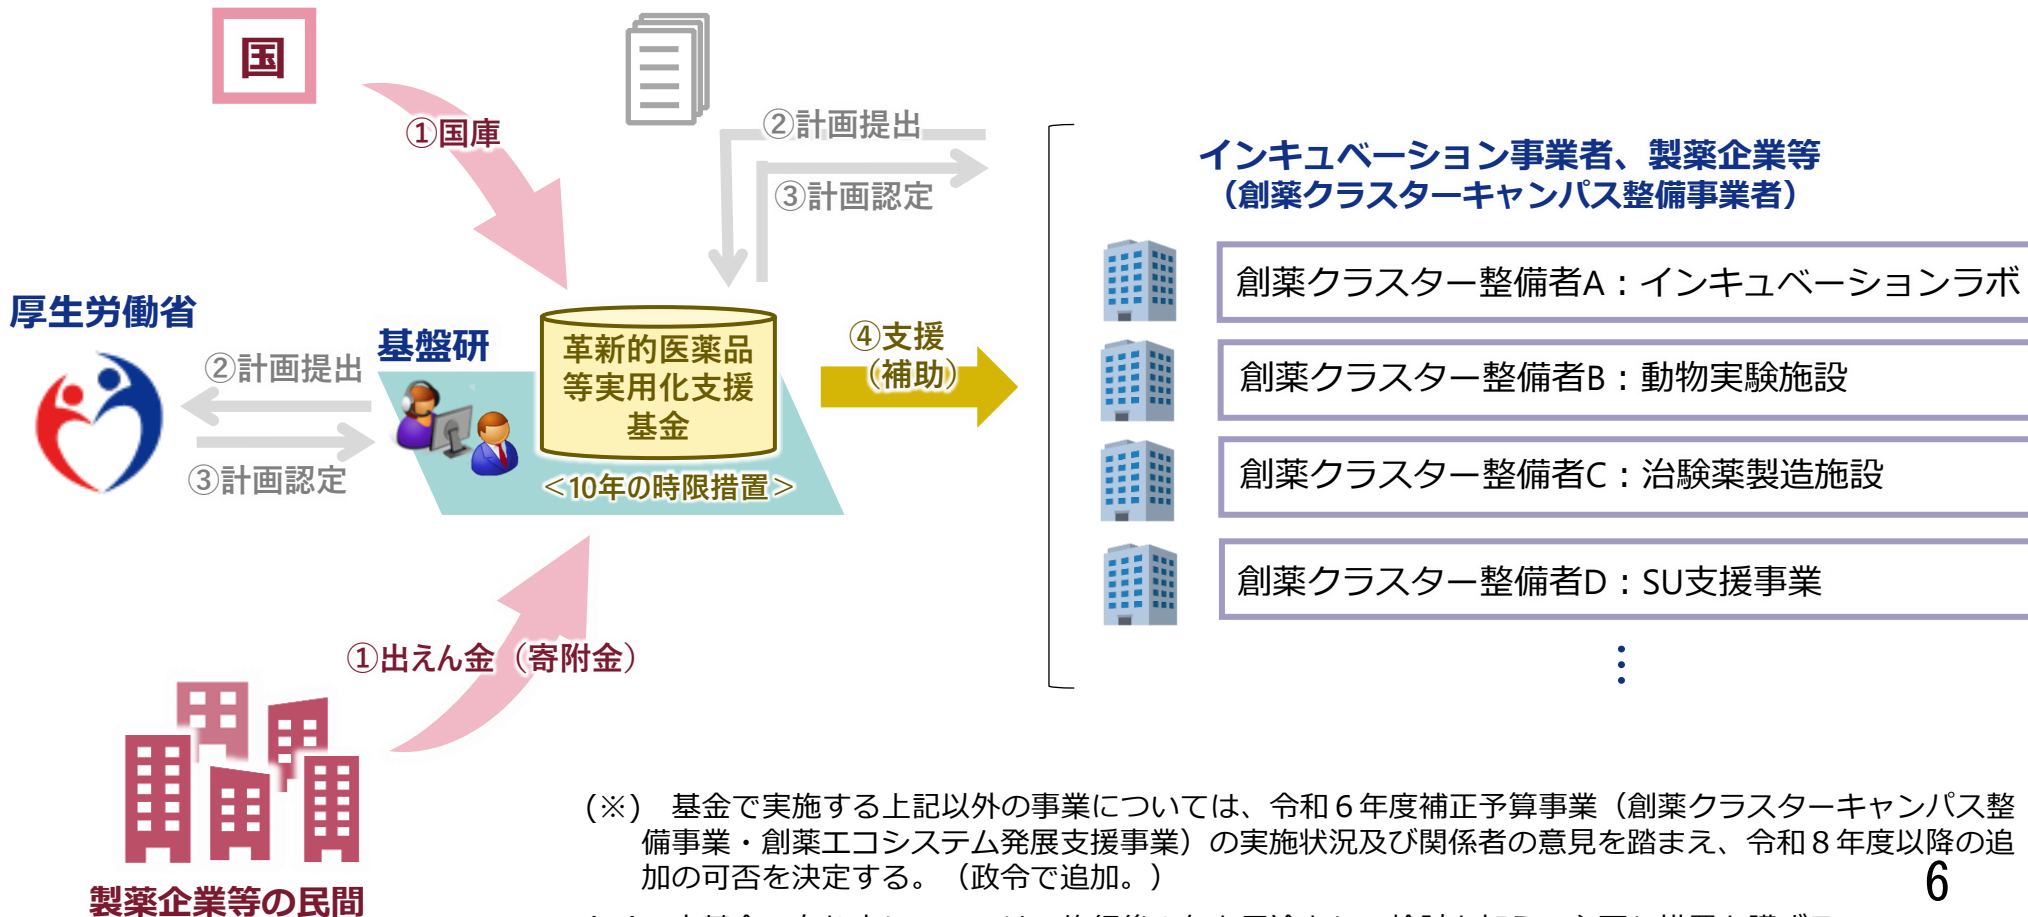 国
①国庫
②計画提出
③計画認定
インキュベーション事業者、製薬企業等
（創薬クラスターキャンパス整備事業者）
創薬クラスター整備者A：インキュベーションラボ
創薬クラスター整備者B：動物実験施設
創薬クラスター整備者C：治験薬製造施設
創薬クラスター整備者D：SU支援事業
⋮
厚生労働省
②計画提出
③計画認定
基盤研
革新的医薬品
等実用化支援
基金
＜10年の時限措置＞
④支援
（補助）
①出えん金（寄附金）
製薬企業等の民間
(※)　基金で実施する上記以外の事業については、令和６年度補正予算事業（創薬クラスターキャンパス整
備事業・創薬エコシステム発展支援事業）の実施状況及び関係者の意見を踏まえ、令和８年度以降の追
加の可否を決定する。（政令で追加。）
6